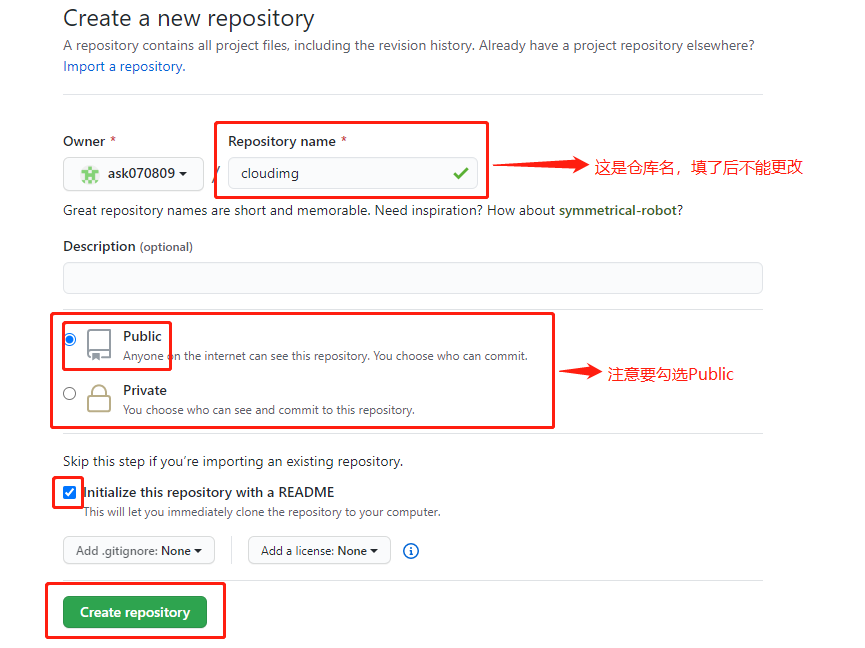 Create a new repository
A repository contains all project files, including the revision history. Already have a project repository elsewhere?
Import a repository.
Owner *
Repository name *
ask070809
/
cloudimg
这是仓库名，填了后不能更改
Great repository names are short and memorable. Need inspiration? How about symmetrical-robot?
Description (optional)
Public
Anyone on the internet can see this repository. You choose who can commit.
注意要勾选Public
Private
You choose who can see and commit to this repository.
Skip this step if you’re importing an existing repository.
Initialize this repository with a README
This will let you immediately clone the repository to your computer.
Add .gitignore: None
Add a license: None
Create repository